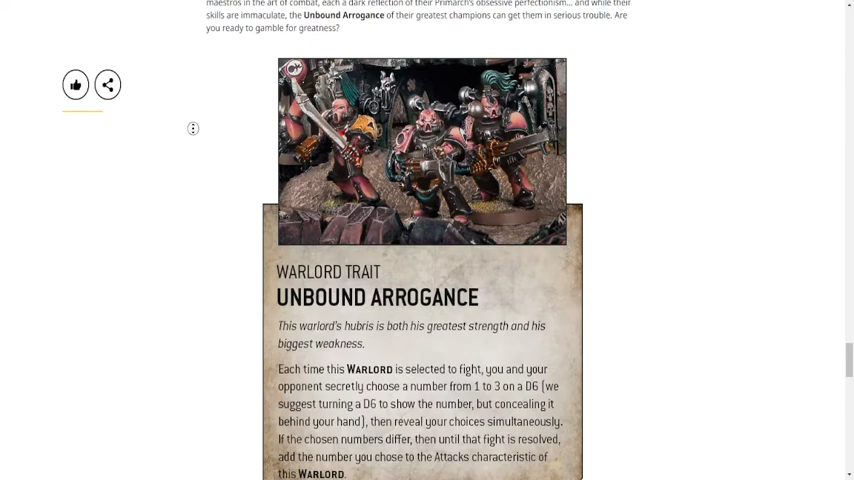 maestros in the art of combat, each a dark reflection of their Primarch's obsessive perfectionism... and while their
skills are immaculate, the Unbound Arrogance of their greatest champions can get them in serious trouble. Are
you ready to gamble for greatness?
WARLORD TRAIT
UNBOUND ARROGANCE
This warlord's hubris is both his greatest strength and his
biggest weakness.
Each time this WARLORD is selected to fight, you and your
opponent secretly choose a number from 1 to 3 on a D6 (we
suggest turning a D6 to show the number, but concealing it
behind your hand), then reveal your choices simultaneously.
If the chosen numbers differ, then until that fight is resolved,
add the number you chose to the Attacks characteristic of
this WARLORD.